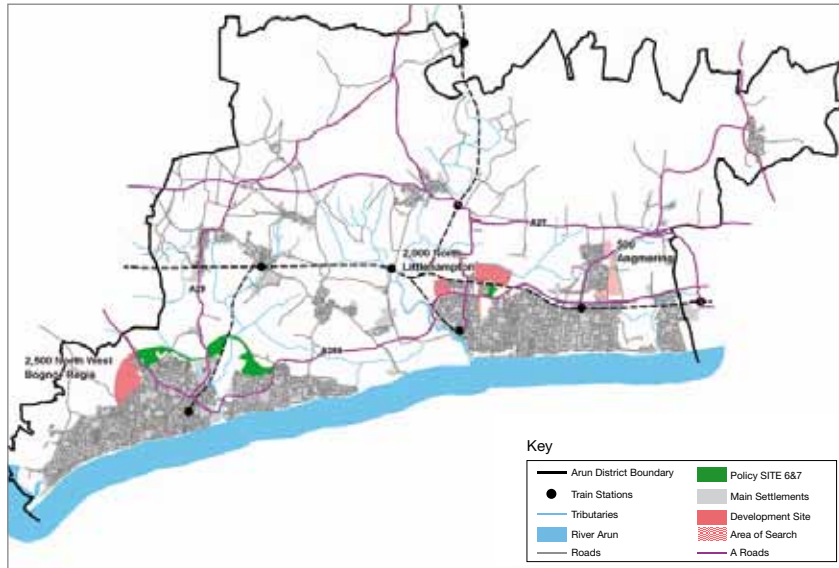 A27
2,000 North
Littlehampton
500
Angmering
A29
A259
2,500 North West
Bognor Regis
Key
Arun District Boundary
Train Stations
Tributaries
River Arun
Roads
Policy SITE 6&7
Main Settlements
Development Site
Area of Search
A Roads